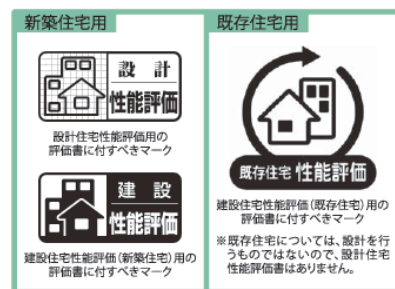 新築住宅用
設計
性能評価
設計住宅性能評価用の
評価書に付すべきマーク
建設
性能評価
建設住宅性能評価(新築住宅)用の
評価書に付すべきマーク
既存住宅用
既存住宅 性能評価
建設住宅性能評価(既存住宅)用の
評価書に付すべきマーク
※既存住宅については、設計を行
うものではないので、設計住宅
性能評価書はありません。